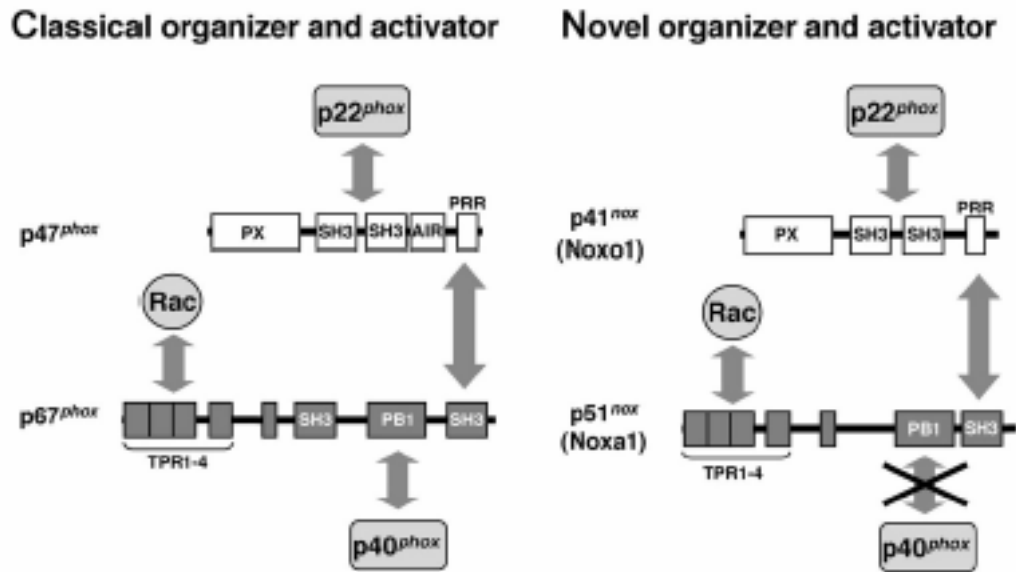 Classical organizer and activator
p22phox
p47phox
PX
SH3
SH3
AIR
PRR
Rac
p67phox
SH3
PB1
SH3
TPR1-4
p40phox
Novel organizer and activator
p22phox
p41nox
(Noxo1)
PX
SH3
SH3
PRR
Rac
p51nox
(Noxa1)
PB1
SH3
TPR1-4
p40phox